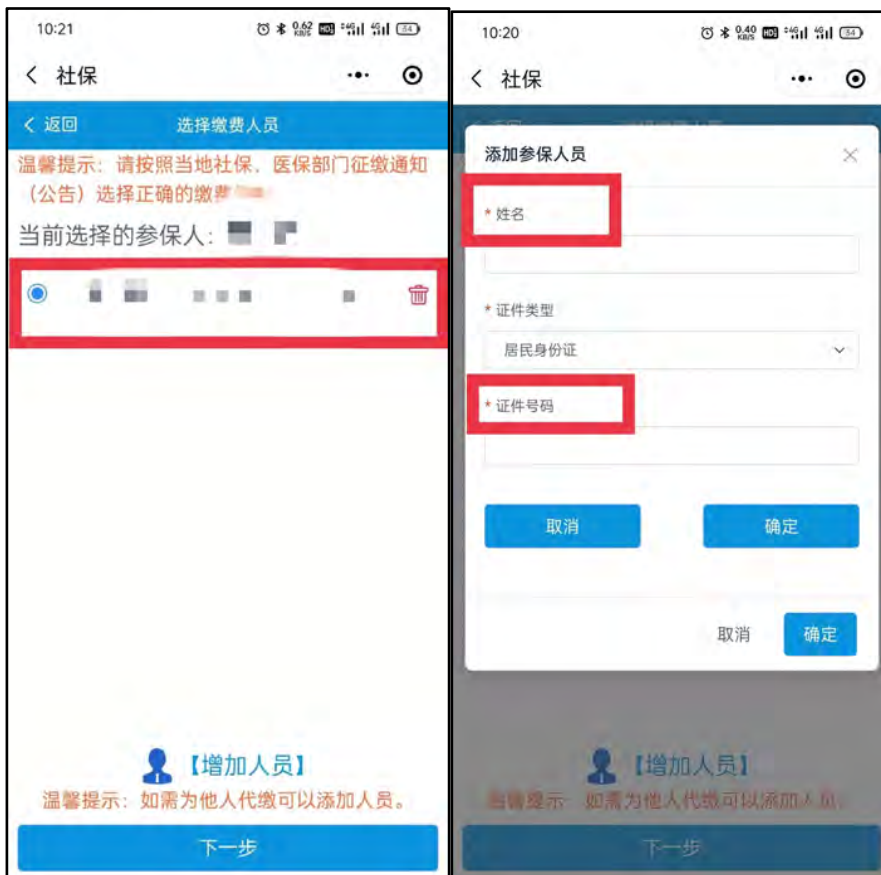 10:21
0.62 KB/S HD 4G 4G 54
社保
返回 选择缴费人员
温馨提示：请按照当地社保、医保部门征缴通知
（公告）选择正确的缴费
当前选择的参保人：
【增加人员】
温馨提示：如需为他人代缴可以添加人员。
下一步
10:20
0.40 KB/S HD 4G 4G 54
社保
添加参保人员
* 姓名
* 证件类型
居民身份证
* 证件号码
取消 确定
取消 确定
【增加人员】
温馨提示：如需为他人代缴可以添加人员。
下一步